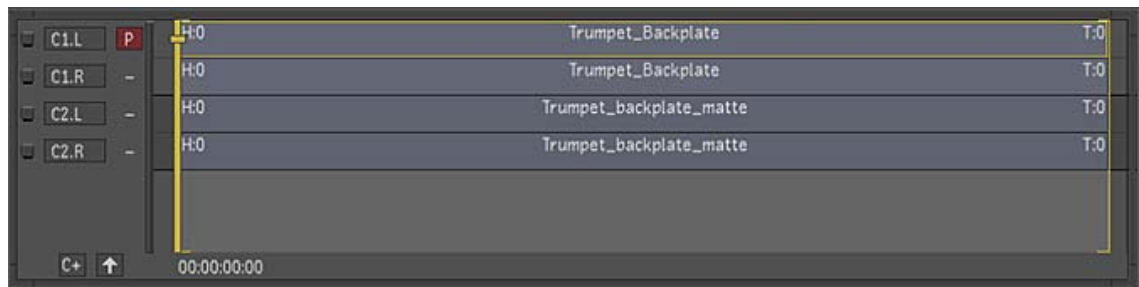 C1.L P H:0 Trumpet_Backplate T:0
C1.R – H:0 Trumpet_Backplate T:0
C2.L – H:0 Trumpet_backplate_matte T:0
C2.R – H:0 Trumpet_backplate_matte T:0
C+ 00:00:00:00